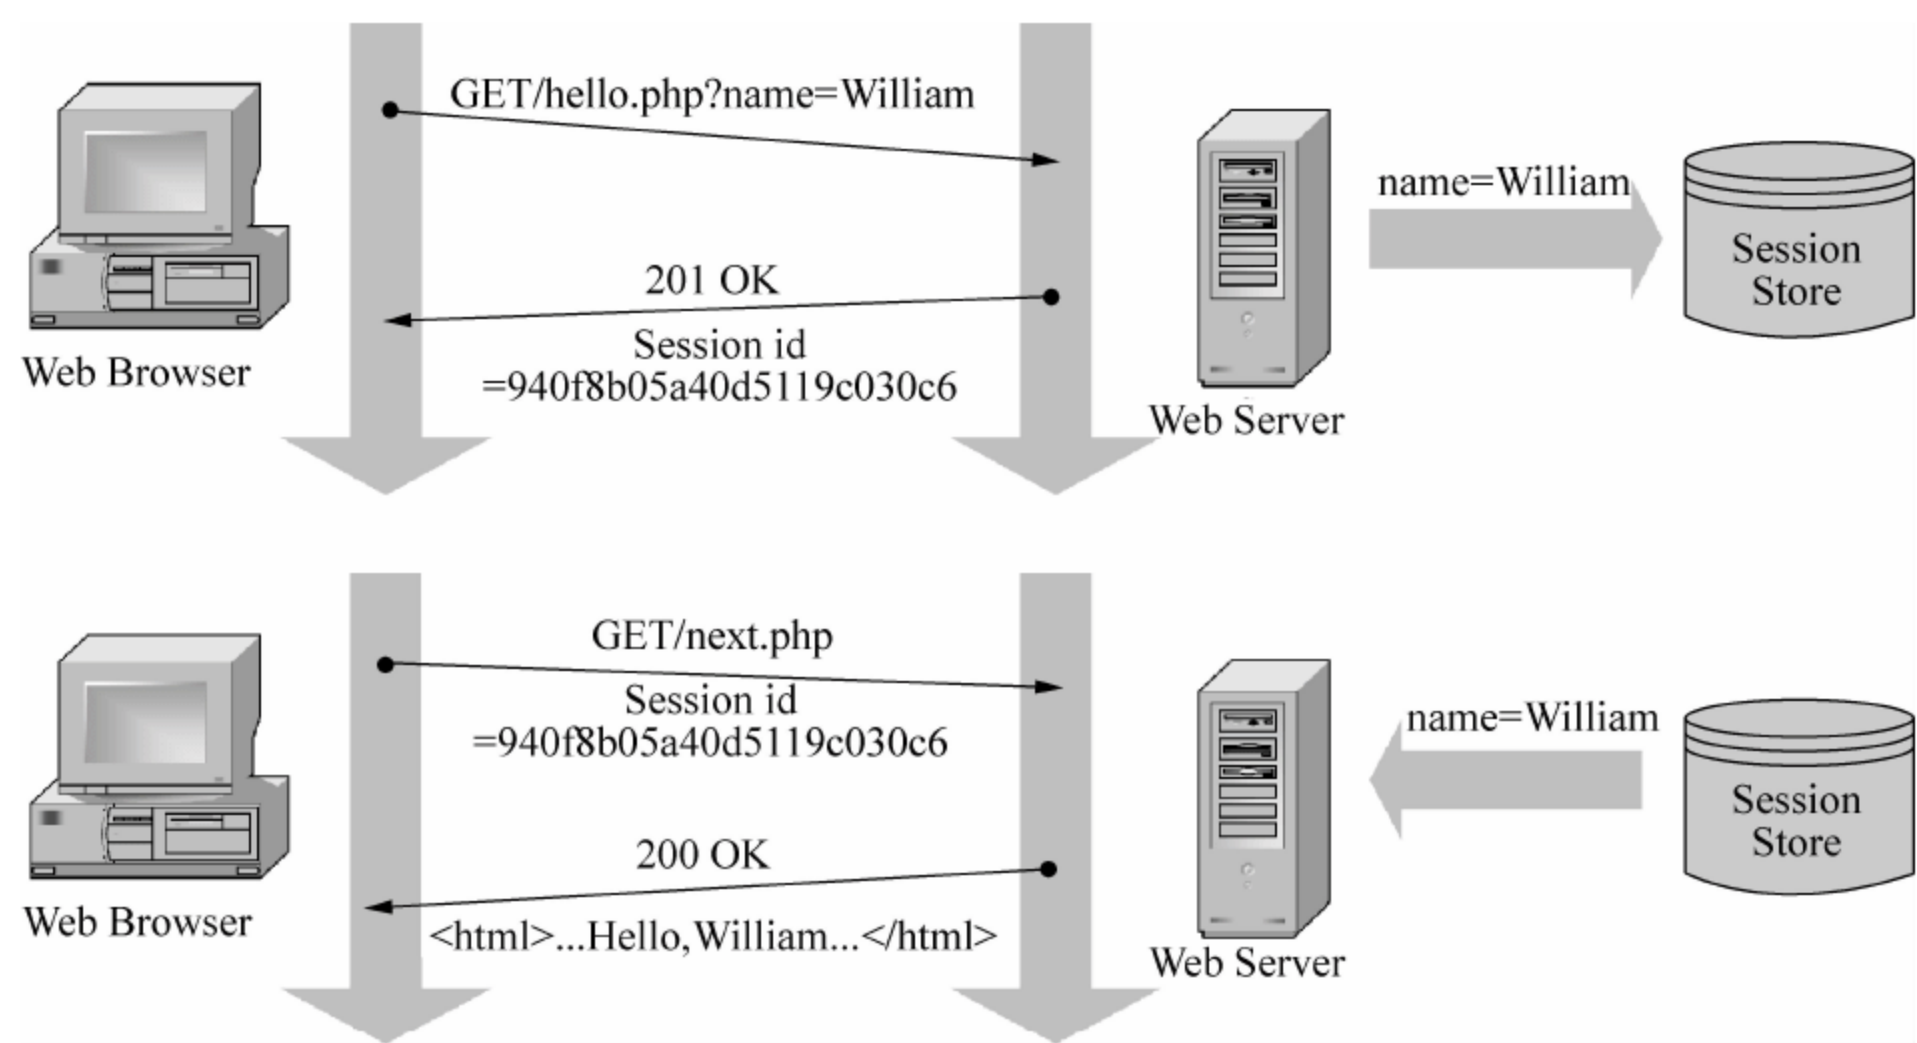 GET/hello.php?name=William
name=William
Session
Store
201 OK
Session id
=940f8b05a40d5119c030c6
Web Browser
Web Server
GET/next.php
Session id
=940f8b05a40d5119c030c6
name=William
Session
Store
200 OK
<html>...Hello,William...</html>
Web Browser
Web Server